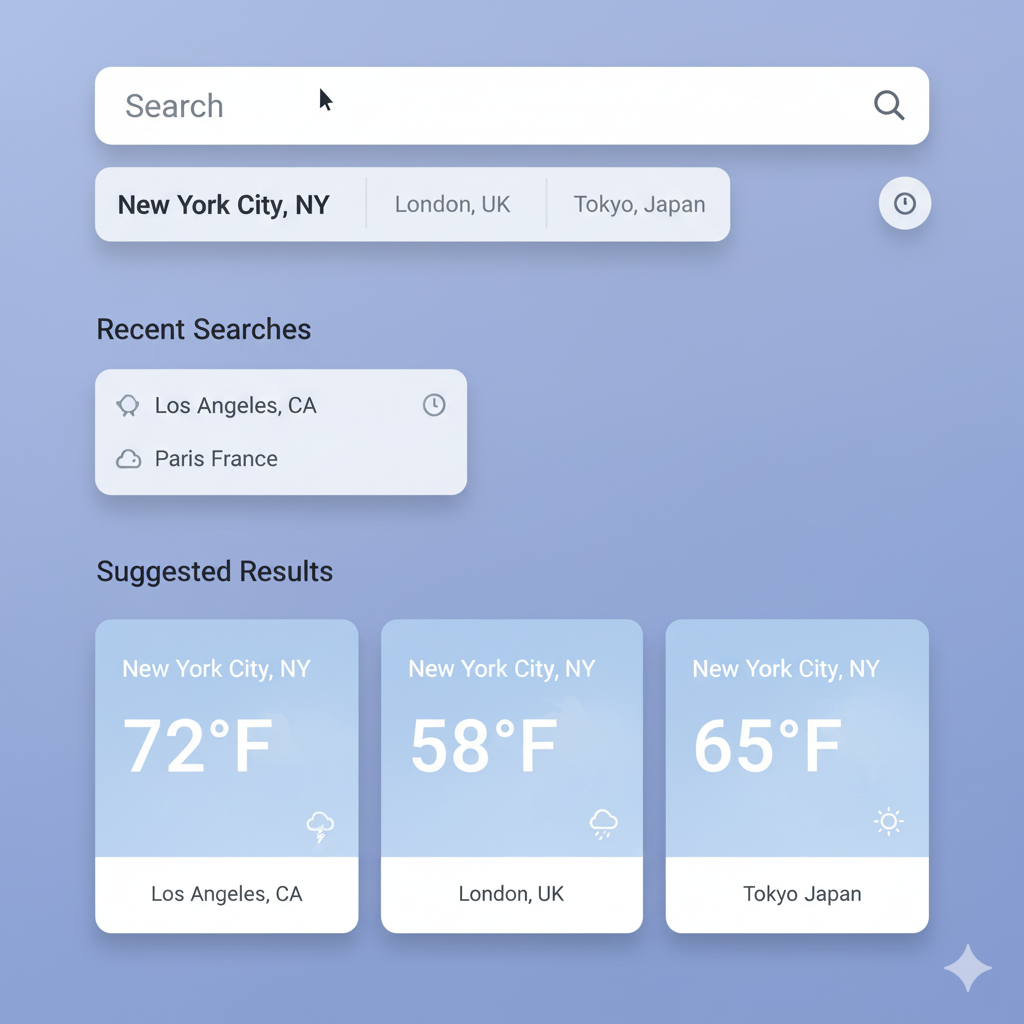 Search
New York City, NY London, UK Tokyo, Japan
Recent Searches
Los Angeles, CA
Paris France
Suggested Results
New York City, NY
72°F
Los Angeles, CA
New York City, NY
58°F
London, UK
New York City, NY
65°F
Tokyo Japan